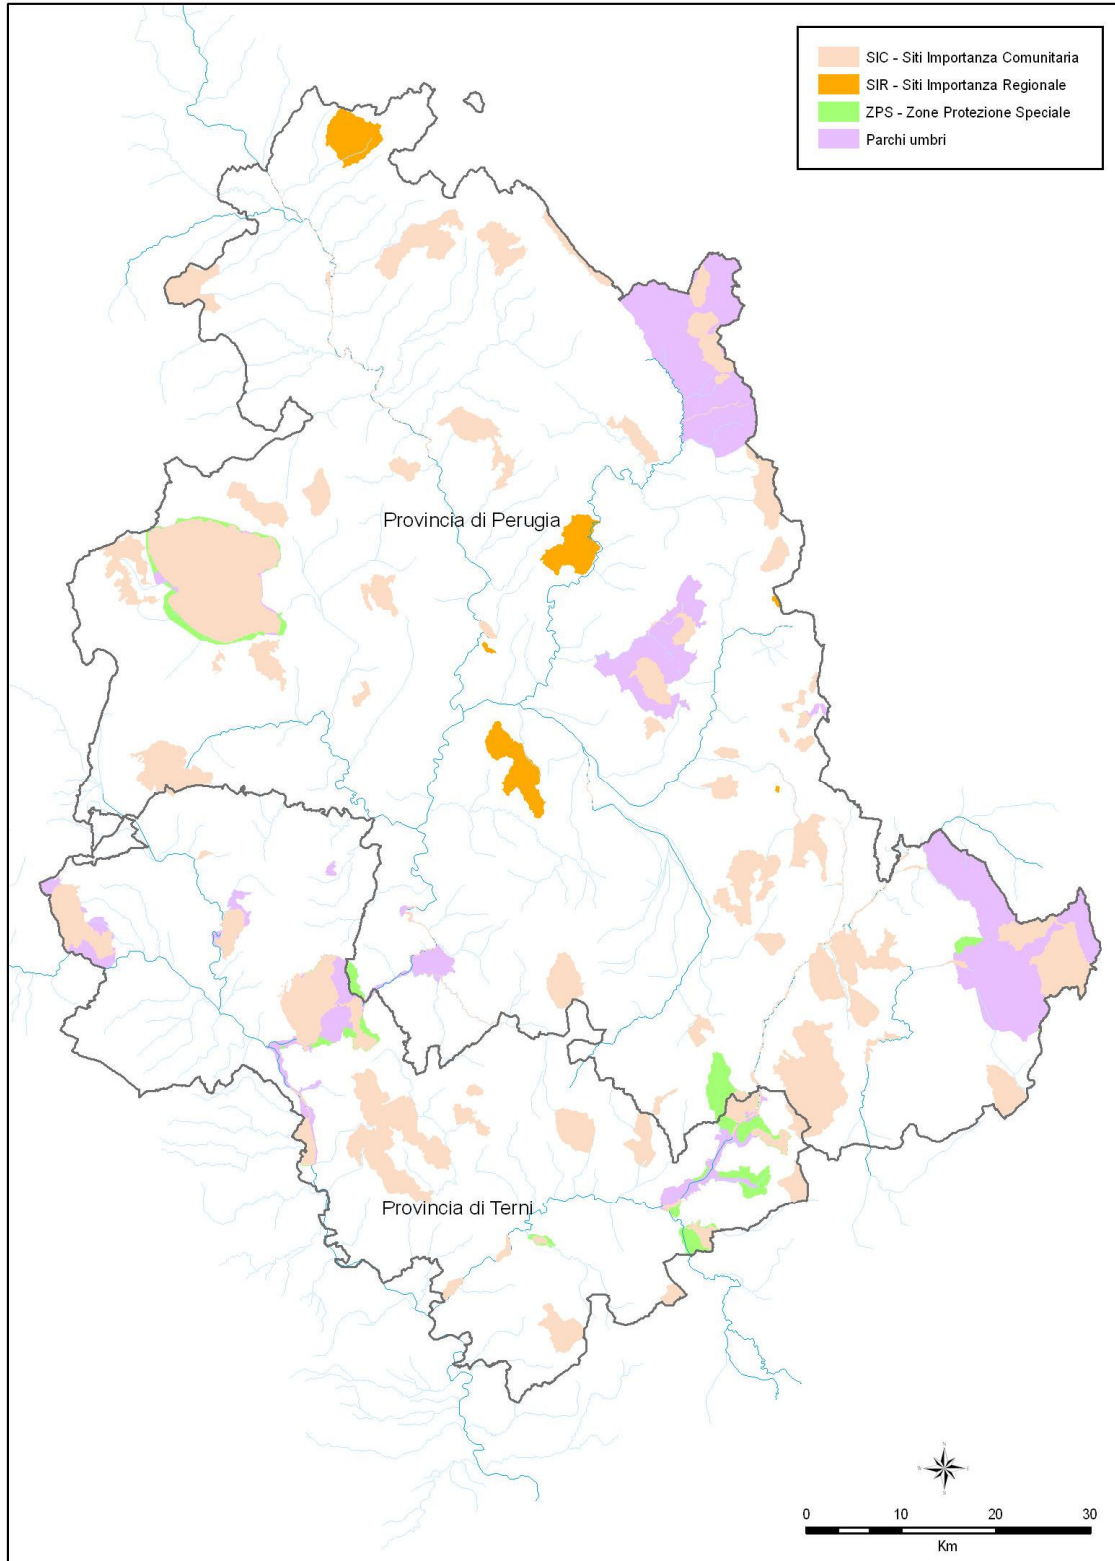 SIC - Siti Importanza Comunitaria
SIR - Siti Importanza Regionale
ZPS - Zone Protezione Speciale
Parchi umbri
Provincia di Perugia
Provincia di Terni
N
0 10 20 30
Km